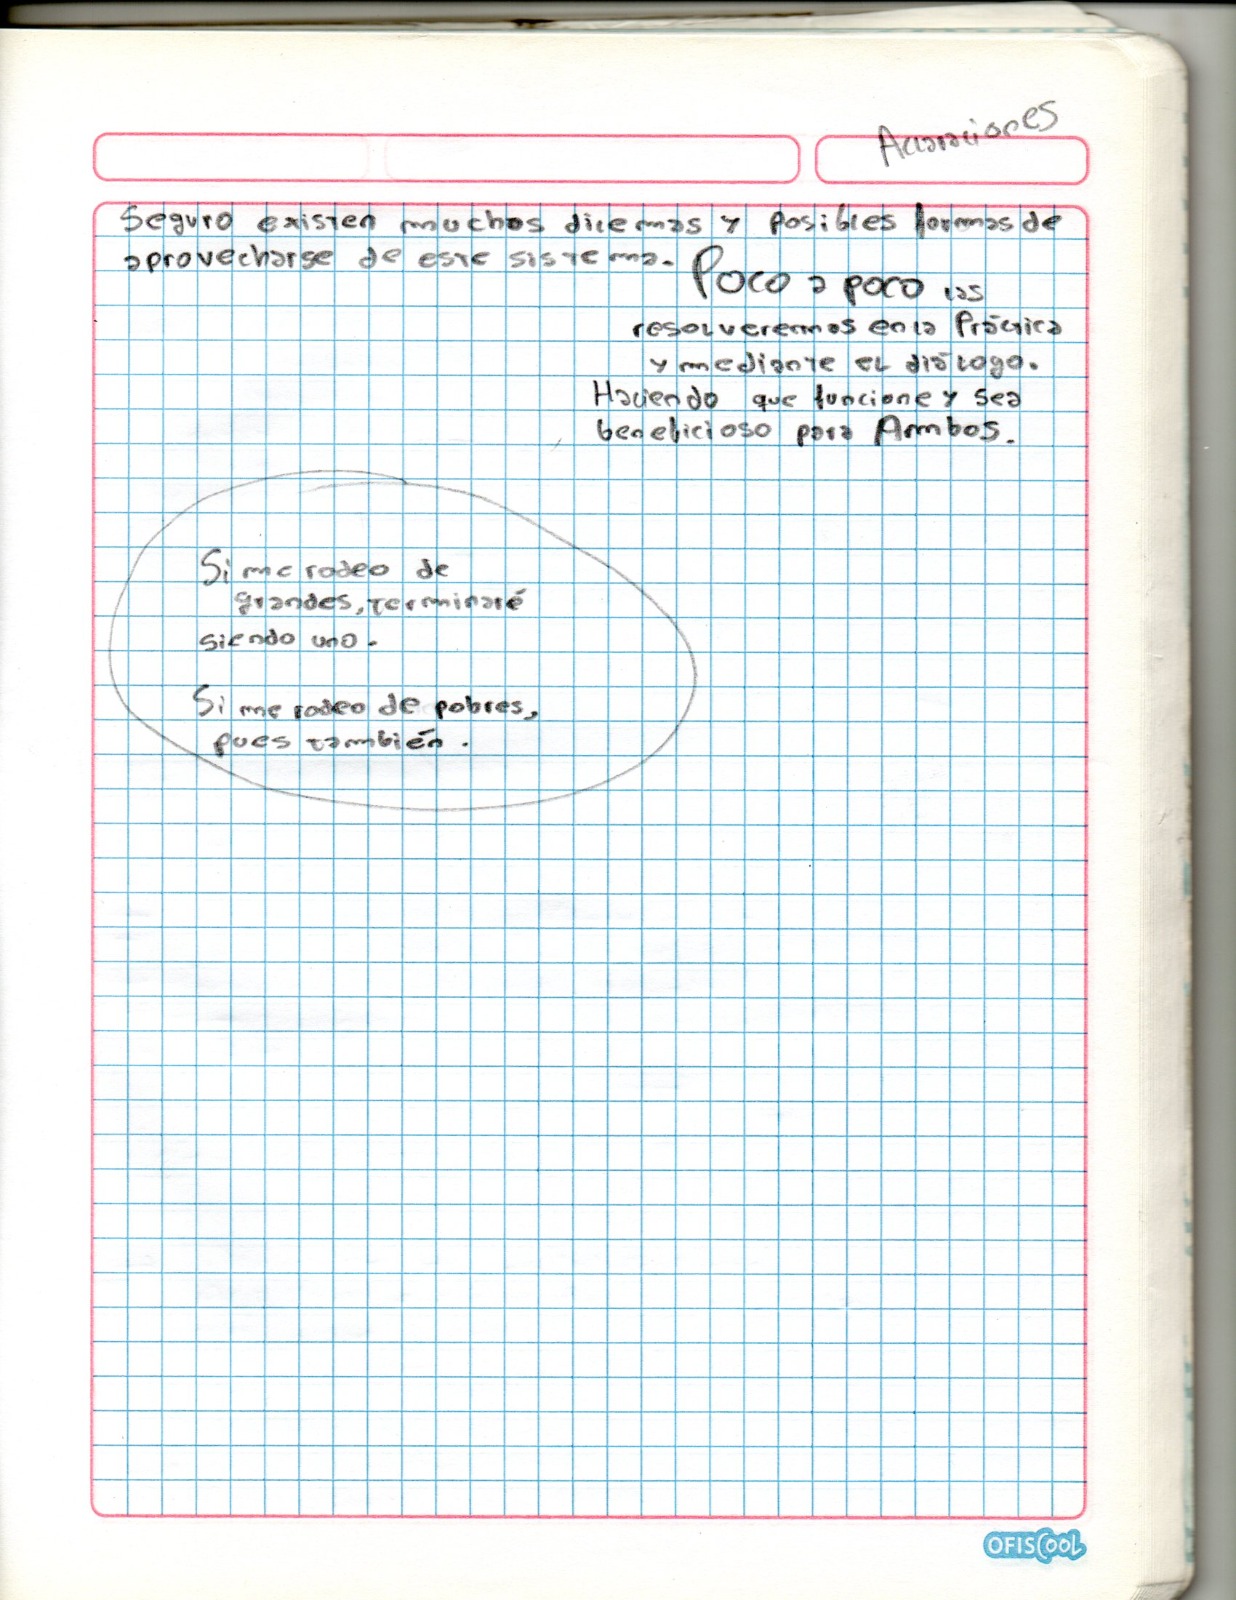 Aclaraciones
Seguro existen muchos dilemas y posibles formas de
aprovecharse de este sistema. Poco a poco las
resolveremos en la Práctica
y mediante el diálogo.
Haciendo que funcione y sea
beneficioso para Ambos.
Si me rodeo de
grandes, terminaré
siendo uno.
Si me rodeo de pobres,
pues también.
OFISCOOL